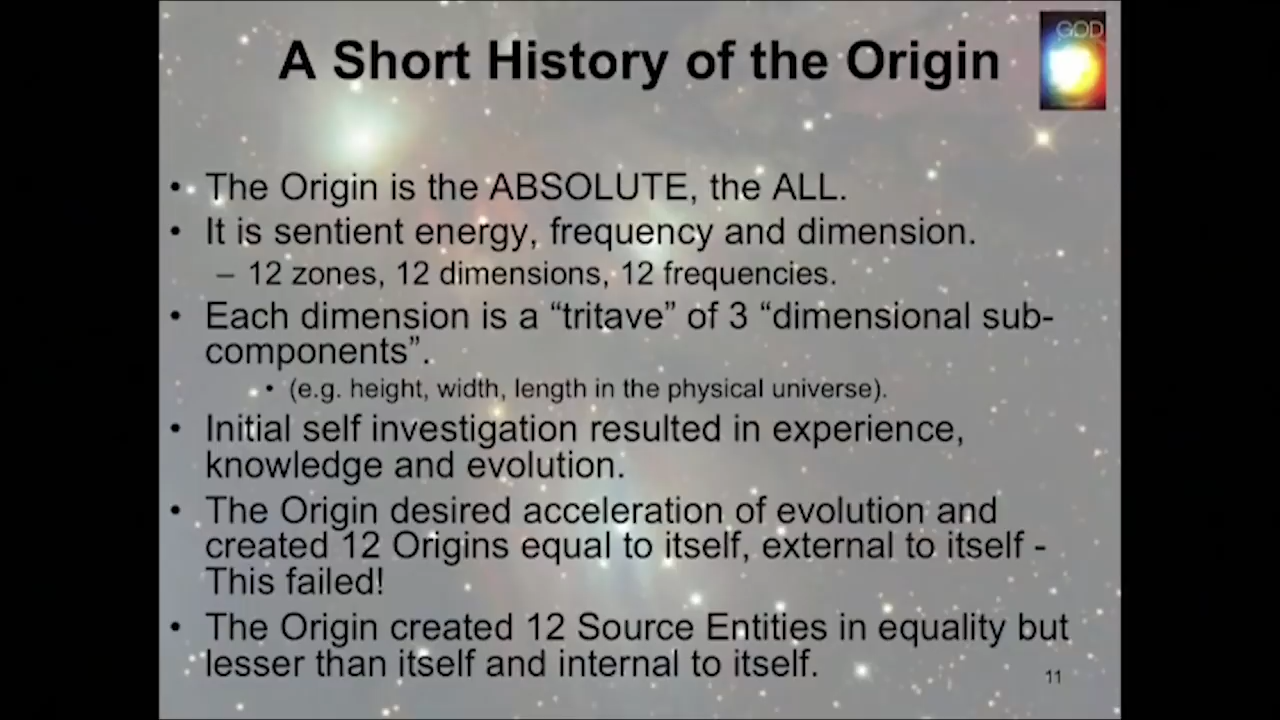 A Short History of the Origin
GOD
• The Origin is the ABSOLUTE, the ALL.
• It is sentient energy, frequency and dimension.
– 12 zones, 12 dimensions, 12 frequencies.
• Each dimension is a “tritave” of 3 “dimensional sub-
components”.
• (e.g. height, width, length in the physical universe).
• Initial self investigation resulted in experience,
knowledge and evolution.
• The Origin desired acceleration of evolution and
created 12 Origins equal to itself, external to itself -
This failed!
• The Origin created 12 Source Entities in equality but
lesser than itself and internal to itself.
11